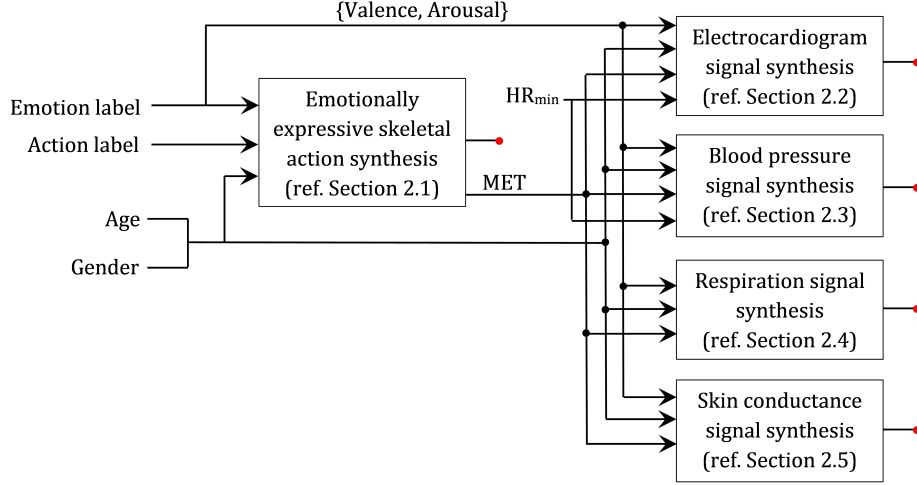 {Valence, Arousal}
Emotion label
Action label
Age
Gender
Emotionally
expressive skeletal
action synthesis
(ref. Section 2.1)
MET
HRmin
Electrocardiogram
signal synthesis
(ref. Section 2.2)
Blood pressure
signal synthesis
(ref. Section 2.3)
Respiration signal
synthesis
(ref. Section 2.4)
Skin conductance
signal synthesis
(ref. Section 2.5)